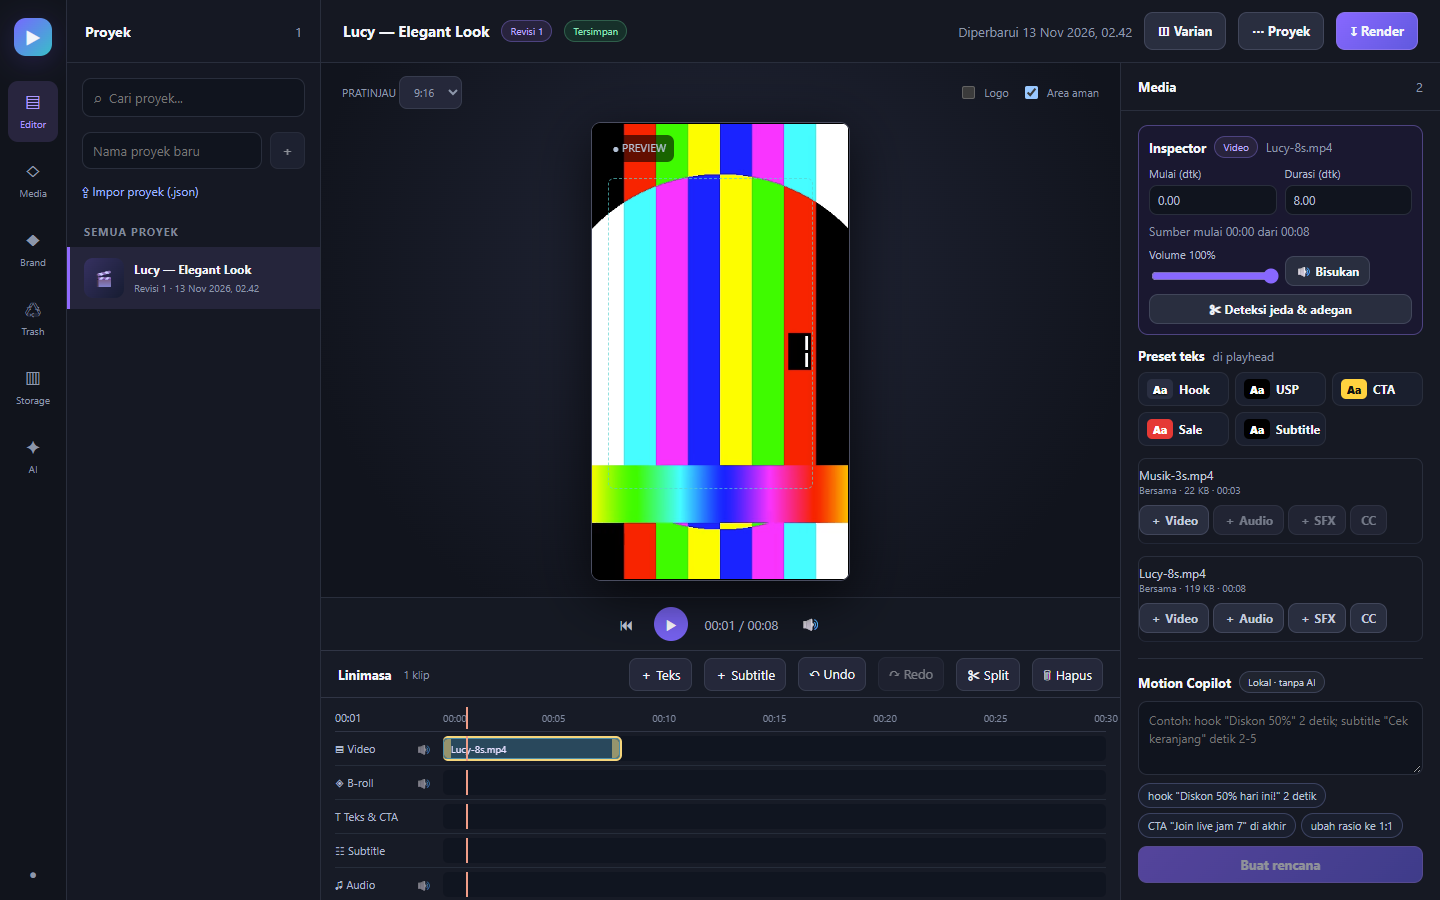 Editor
Media
Brand
Trash
Storage
AI
Proyek 1
Cari proyek...
Nama proyek baru +
Impor proyek (.json)
SEMUA PROYEK
Lucy — Elegant Look
Revisi 1 · 13 Nov 2026, 02.42
Lucy — Elegant Look Revisi 1 Tersimpan
Diperbarui 13 Nov 2026, 02.42 Varian ··· Proyek Render
PRATINJAU 9:16 Logo Area aman
● PREVIEW
00:01 / 00:08
Linimasa 1 klip + Teks + Subtitle Undo Redo Split Hapus
00:01 00:00 00:05 00:10 00:15 00:20 00:25 00:30
Video Lucy-8s.mp4
B-roll
T Teks & CTA
Subtitle
Audio
Media 2
Inspector Video Lucy-8s.mp4
Mulai (dtk) Durasi (dtk)
0.00 8.00
Sumber mulai 00:00 dari 00:08
Volume 100%
Bisukan
Deteksi jeda & adegan
Preset teks di playhead
Aa Hook Aa USP Aa CTA
Aa Sale Aa Subtitle
Musik-3s.mp4
Bersama · 22 KB · 00:03
+ Video + Audio + SFX CC
Lucy-8s.mp4
Bersama · 119 KB · 00:08
+ Video + Audio + SFX CC
Motion Copilot Lokal · tanpa AI
Contoh: hook "Diskon 50%" 2 detik; subtitle "Cek
keranjang" detik 2-5
hook "Diskon 50% hari ini!" 2 detik
CTA "Join live jam 7" di akhir ubah rasio ke 1:1
Buat rencana